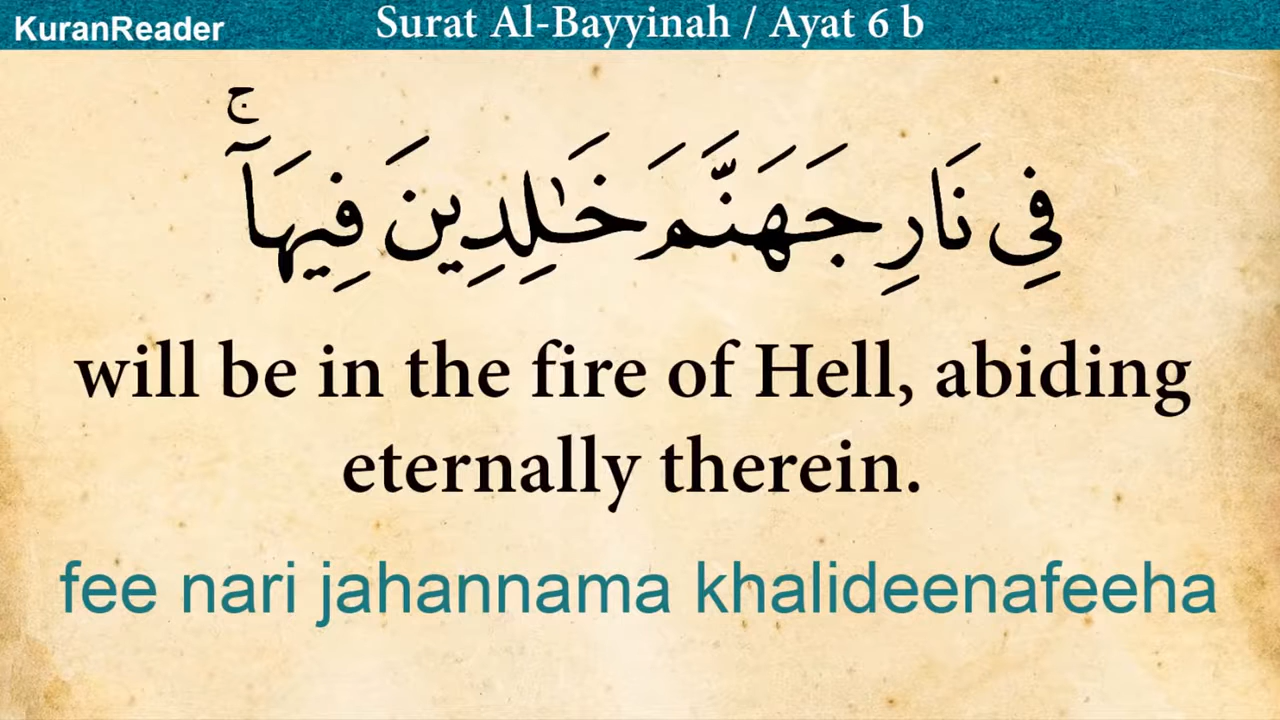 KuranReader
Surat Al-Bayyinah / Ayat 6 b
فِي نَارِ جَهَنَّمَ خَٰلِدِينَ فِيهَآ ۚ
will be in the fire of Hell, abiding
eternally therein.
fee nari jahannama khalideenafeeha